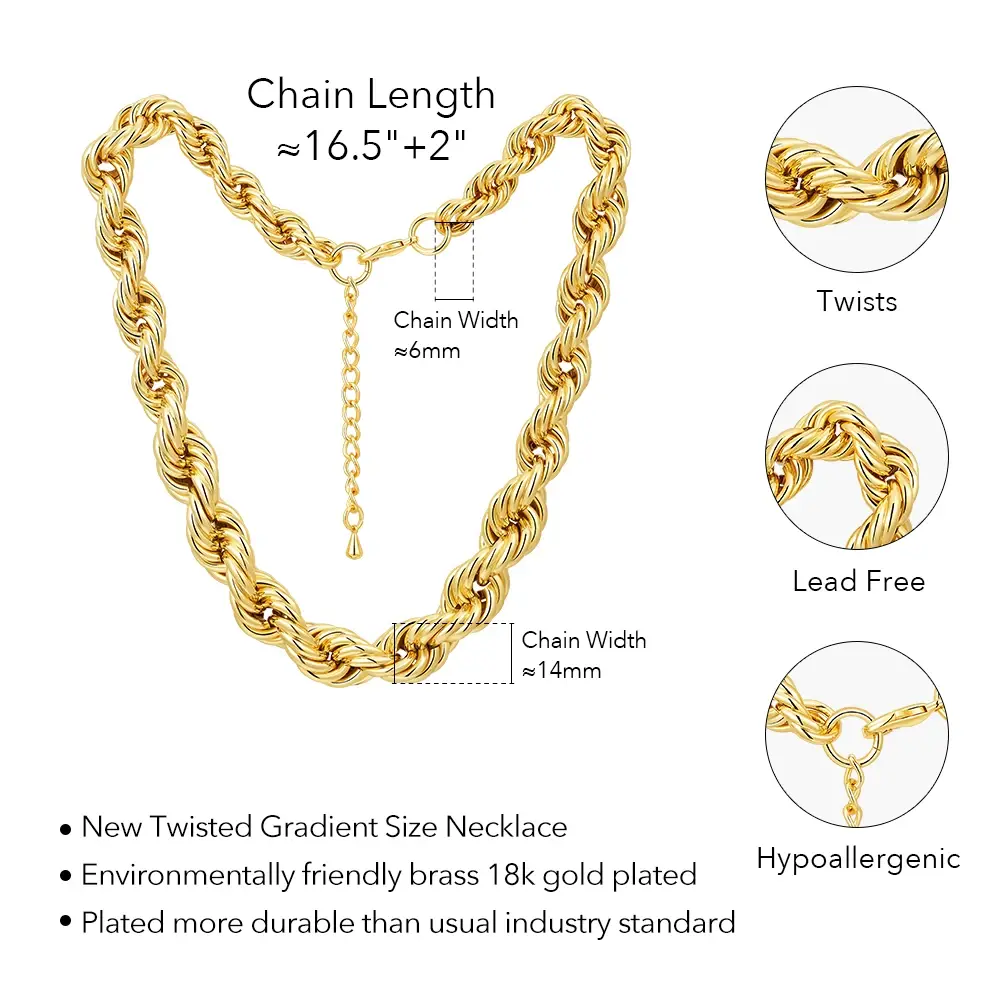 Chain Length
≈16.5"+2"
Chain Width
≈6mm
Chain Width
≈14mm
Twists
Lead Free
Hypoallergenic
• New Twisted Gradient Size Necklace
• Environmentally friendly brass 18k gold plated
• Plated more durable than usual industry standard